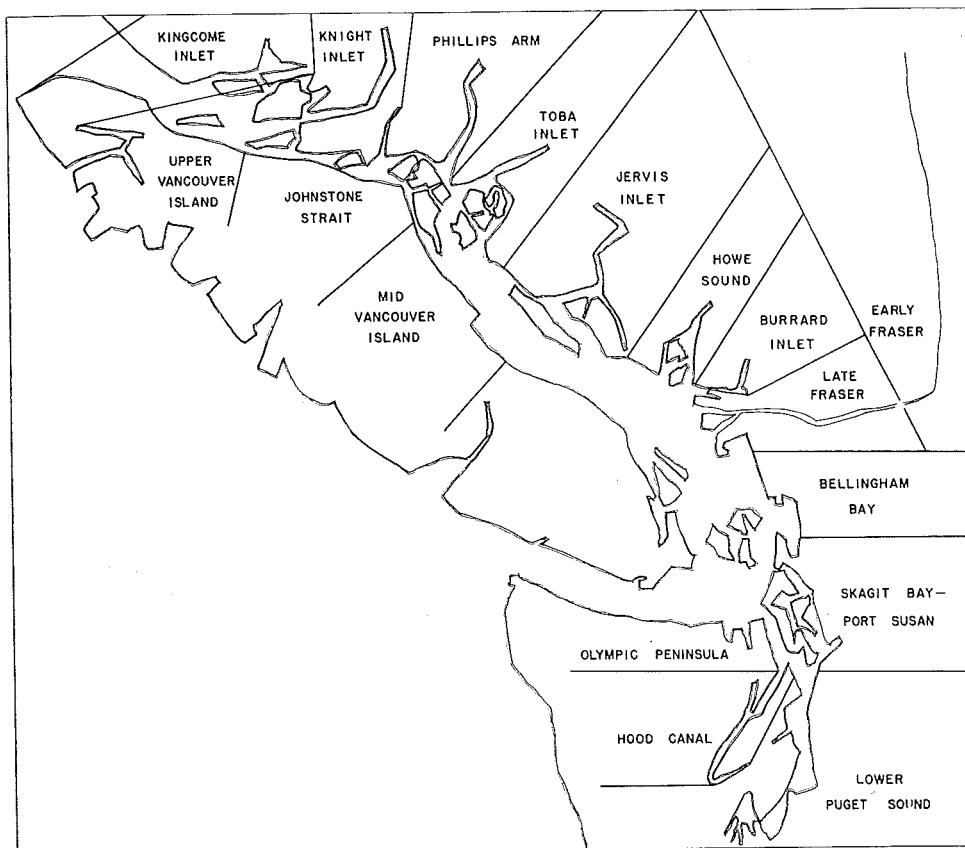 KINGCOME
INLET
KNIGHT
INLET
PHILLIPS ARM
TOBA
INLET
UPPER
VANCOUVER
ISLAND
JOHNSTONE
STRAIT
JERVIS
INLET
MID
VANCOUVER
ISLAND
HOWE
SOUND
BURRARD
INLET
EARLY
FRASER
LATE
FRASER
BELLINGHAM
BAY
SKAGIT BAY—
PORT SUSAN
OLYMPIC PENINSULA
HOOD CANAL
LOWER
PUGET SOUND